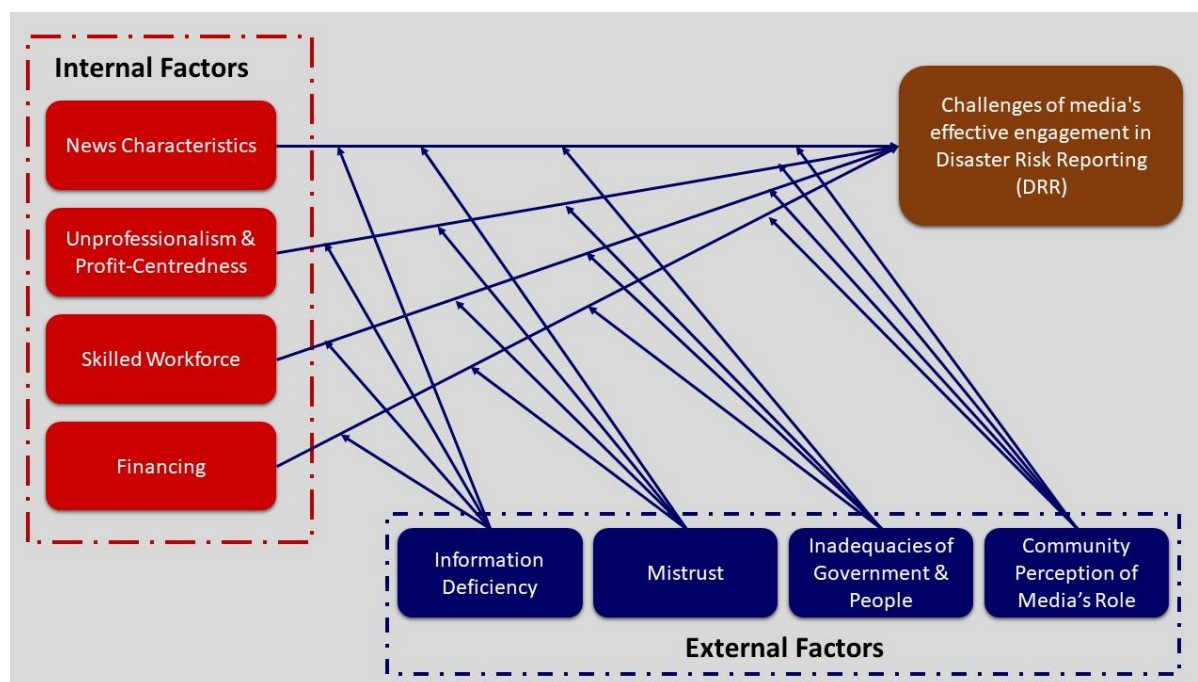 Internal Factors
News Characteristics
Unprofessionalism &
Profit-Centredness
Skilled Workforce
Financing
Challenges of media's
effective engagement in
Disaster Risk Reporting
(DRR)
Information
Deficiency
Mistrust
Inadequacies of
Government &
People
Community
Perception of
Media’s Role
External Factors